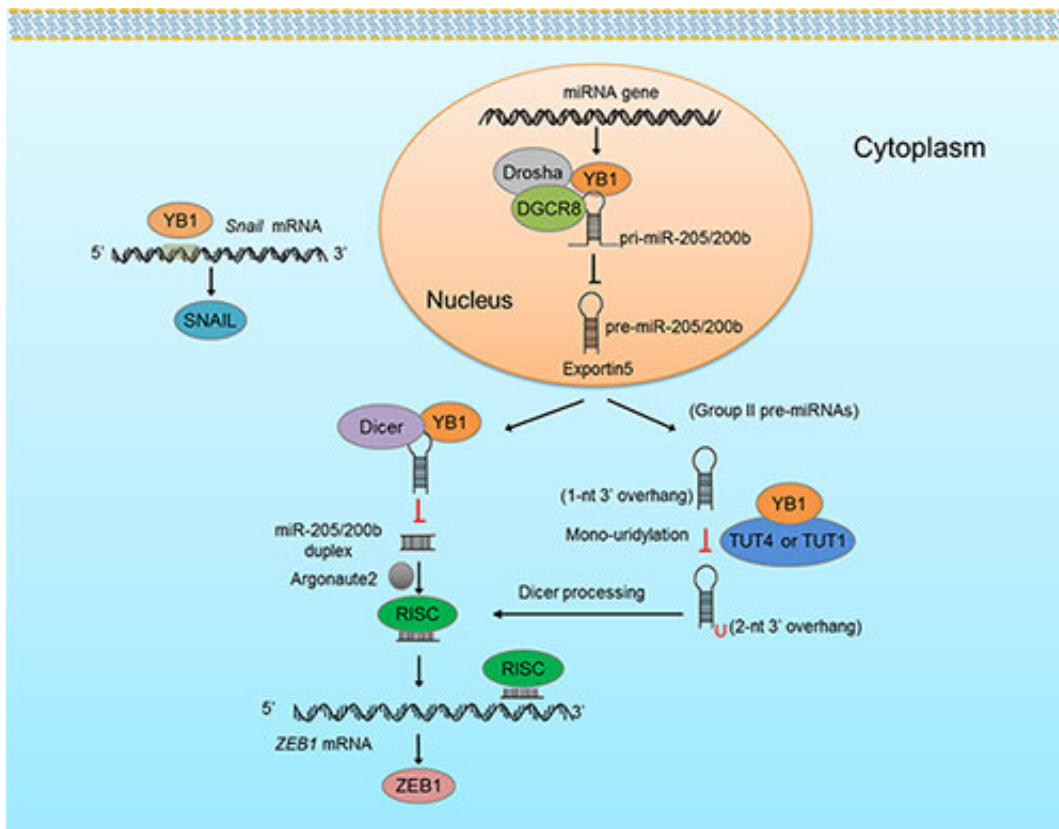 miRNA gene
Cytoplasm
Drosha
YB1
DGCR8
pri-miR-205/200b
YB1
Snail mRNA
5' 3'
SNAIL
Nucleus
pre-miR-205/200b
Exportin5
(Group II pre-miRNAs)
Dicer
YB1
(1-nt 3' overhang)
YB1
Mono-uridylation
TUT4 or TUT1
miR-205/200b
duplex
Argonaute2
RISC
Dicer processing
U
(2-nt 3' overhang)
RISC
5' 3'
ZEB1 mRNA
ZEB1